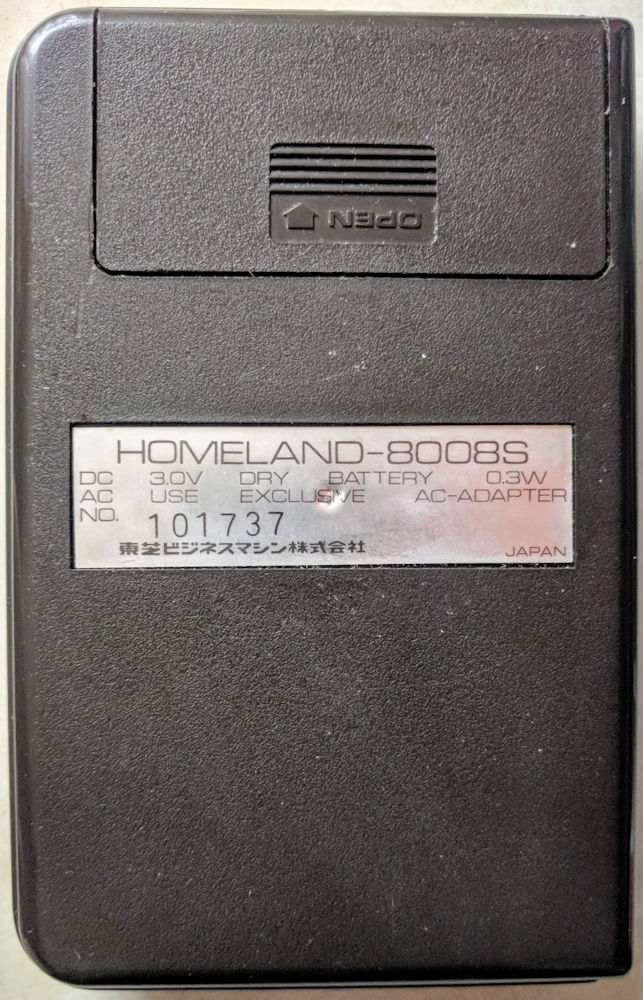 OPEN
HOMELAND-8008S
DC 3.0V DRY BATTERY 0.3W
AC USE EXCLUSIVE AC-ADAPTER
NO. 101737
東芝ビジネスマシン株式会社
JAPAN